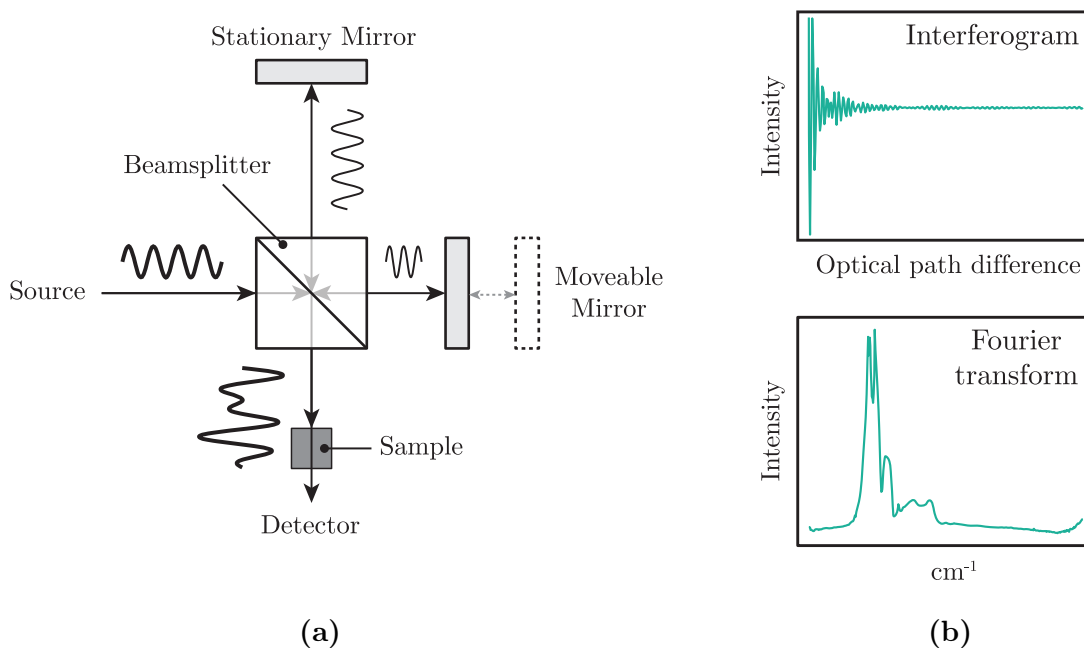 Stationary Mirror
Beamsplitter
Source
Moveable
Mirror
Sample
Detector
(a)
Interferogram
Intensity
Optical path difference
Fourier
transform
Intensity
cm⁻¹
(b)